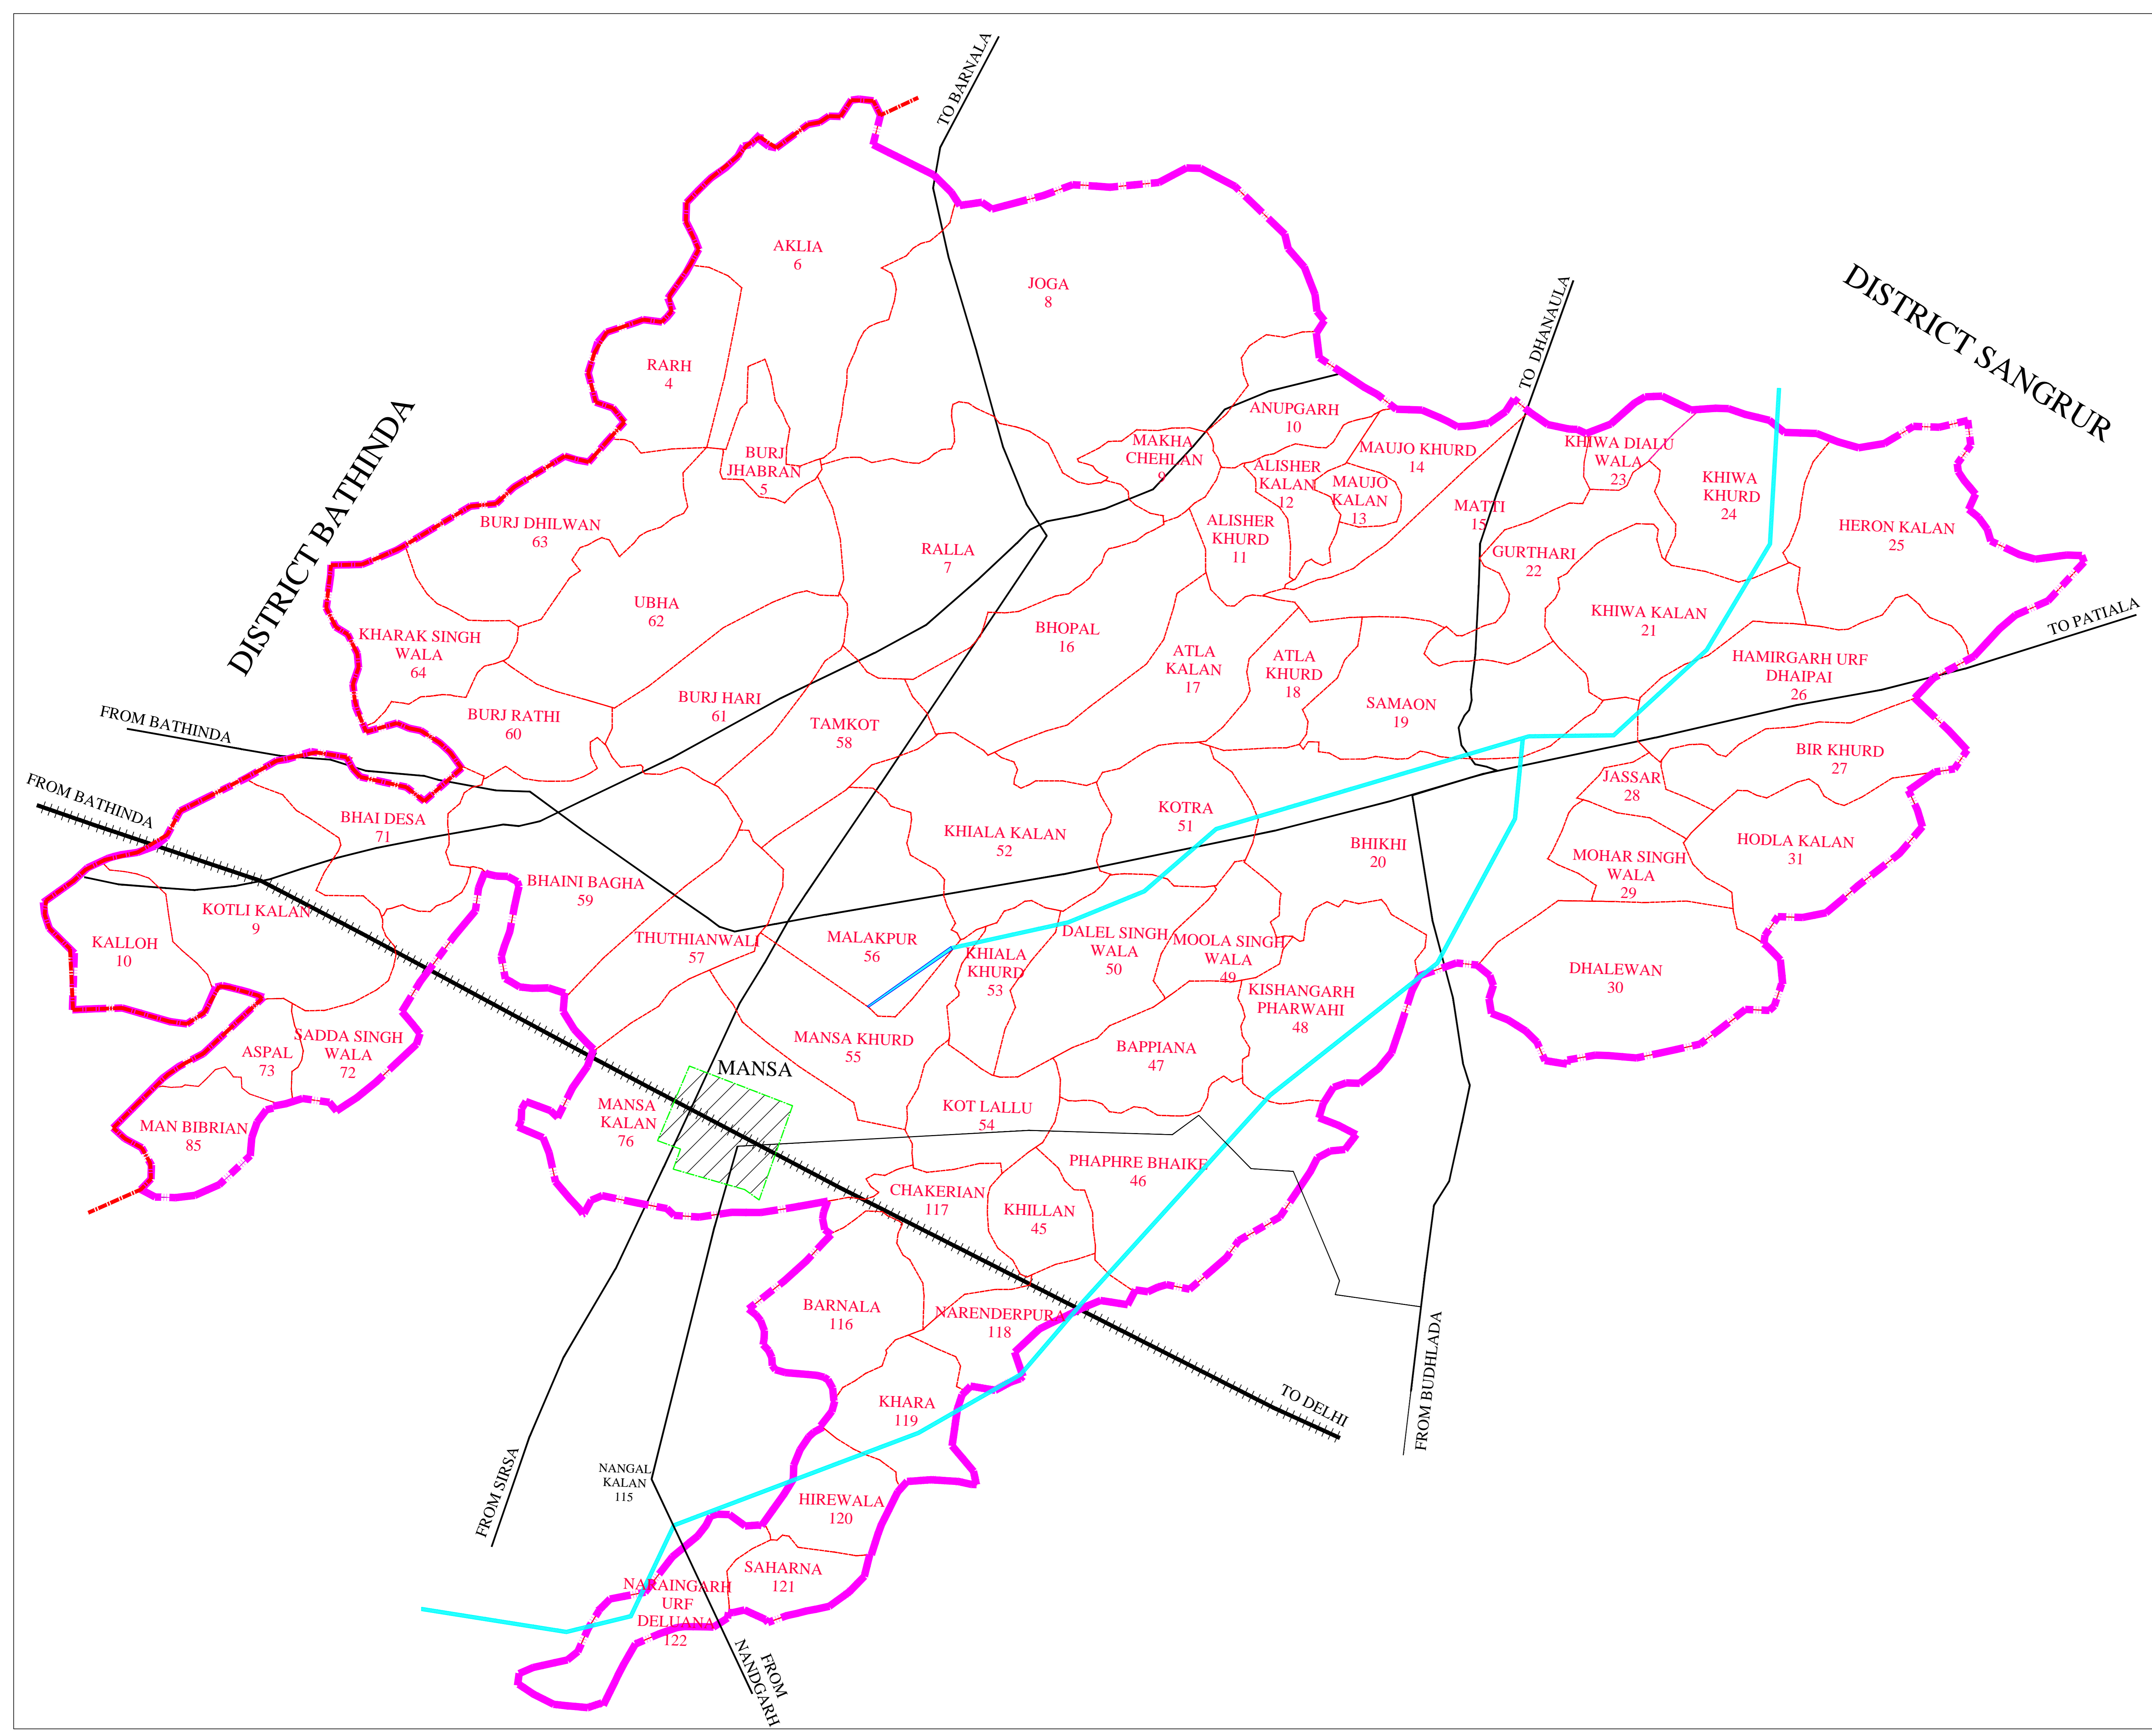 TO BARNALA
AKLIA
6
JOGA
8
DISTRICT SANGRUR
TO DHANAULA
RARH
4
DISTRICT BATHINDA
ANUPGARH
10
MAKHA
CHEHLAN
9
BURJ
JHABRAN
5
MAUJO KHURD
14
KHIWA DIALU
WALA
23
ALISHER
KALAN
12
MAUJO
KALAN
13
KHIWA
KHURD
24
MATTI
15
BURJ DHILWAN
63
ALISHER
KHURD
11
HERON KALAN
25
RALLA
7
GURTHARI
22
UBHA
62
KHIWA KALAN
21
TO PATIALA
KHARAK SINGH
WALA
64
BHOPAL
16
ATLA
KALAN
17
ATLA
KHURD
18
HAMIRGARH URF
DHAIPAI
26
BURJ HARI
61
SAMAON
19
BURJ RATHI
60
FROM BATHINDA
TAMKOT
58
BIR KHURD
27
JASSAR
28
FROM BATHINDA
BHAI DESA
71
KOTRA
51
KHIALA KALAN
52
BHIKHI
20
HODLA KALAN
31
MOHAR SINGH
WALA
29
BHAINI BAGHA
59
KOTLI KALAN
9
KALLOH
10
THUTHIANWALI
57
MALAKPUR
56
DALEL SINGH
WALA
50
MOOLA SINGH
WALA
49
KHIALA
KHURD
53
DHALEWAN
30
KISHANGARH
PHARWAHI
48
SADDA SINGH
WALA
72
ASPAL
73
MANSA KHURD
55
BAPPIANA
47
MANSA
MANSA
KALAN
76
KOT LALLU
54
MAN BIBRIAN
85
PHAPHRE BHAIKE
46
CHAKERIAN
117
KHILLAN
45
BARNALA
116
NARENDERPURA
118
FROM BUDHLADA
KHARA
119
TO DELHI
FROM SIRSA
NANGAL
KALAN
115
HIREWALA
120
SAHARNA
121
NARAINGARH
URF
DELUANA
122
FROM
NANDGARH